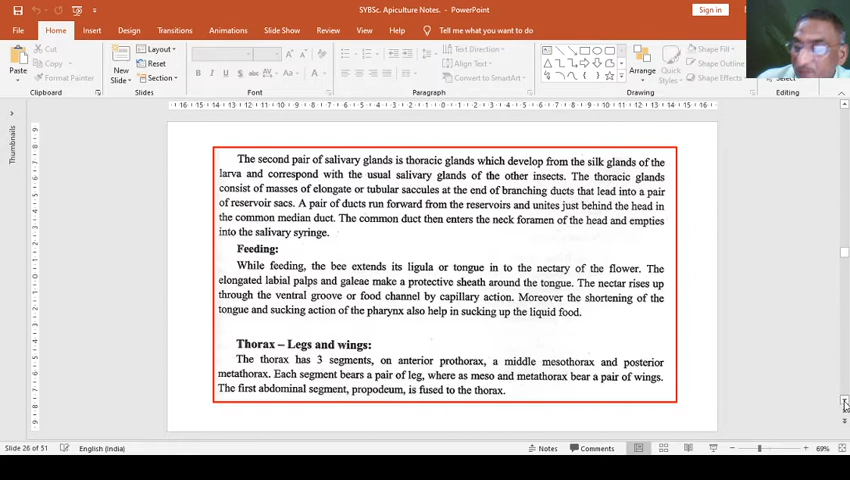 SYBSc. Apiculture Notes. - PowerPoint
Sign in
File Home Insert Design Transitions Animations Slide Show Review View Help Tell me what you want to do
Cut
Copy
Format Painter
Paste
Clipboard
New
Slide
Layout
Reset
Section
Slides
B I U S
Font
Paragraph
Text Direction
Align Text
Convert to SmartArt
Arrange
Quick
Styles
Shape Fill
Shape Outline
Shape Effects
Drawing
Select
Editing
Thumbnails
The second pair of salivary glands is thoracic glands which develop from the silk glands of the
larva and correspond with the usual salivary glands of the other insects. The thoracic glands
consist of masses of elongate or tubular saccules at the end of branching ducts that lead into a pair
of reservoir sacs. A pair of ducts run forward from the reservoirs and unites just behind the head in
the common median duct. The common duct then enters the neck foramen of the head and empties
into the salivary syringe.
Feeding:
While feeding, the bee extends its ligula or tongue in to the nectary of the flower. The
elongated labial palps and galeae make a protective sheath around the tongue. The nectar rises up
through the ventral groove or food channel by capillary action. Moreover the shortening of the
tongue and sucking action of the pharynx also help in sucking up the liquid food.
Thorax – Legs and wings:
The thorax has 3 segments, on anterior prothorax, a middle mesothorax and posterior
metathorax. Each segment bears a pair of leg, where as meso and metathorax bear a pair of wings.
The first abdominal segment, propodeum, is fused to the thorax.
Slide 26 of 51 English (India) Notes Comments 69%